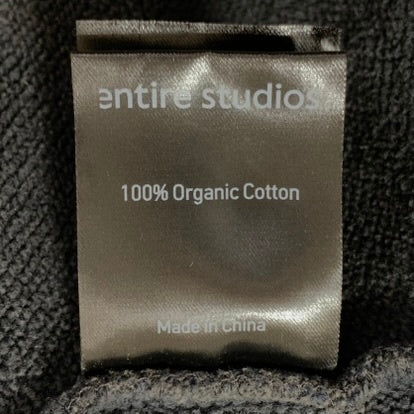 entire studios
100% Organic Cotton
Made in China